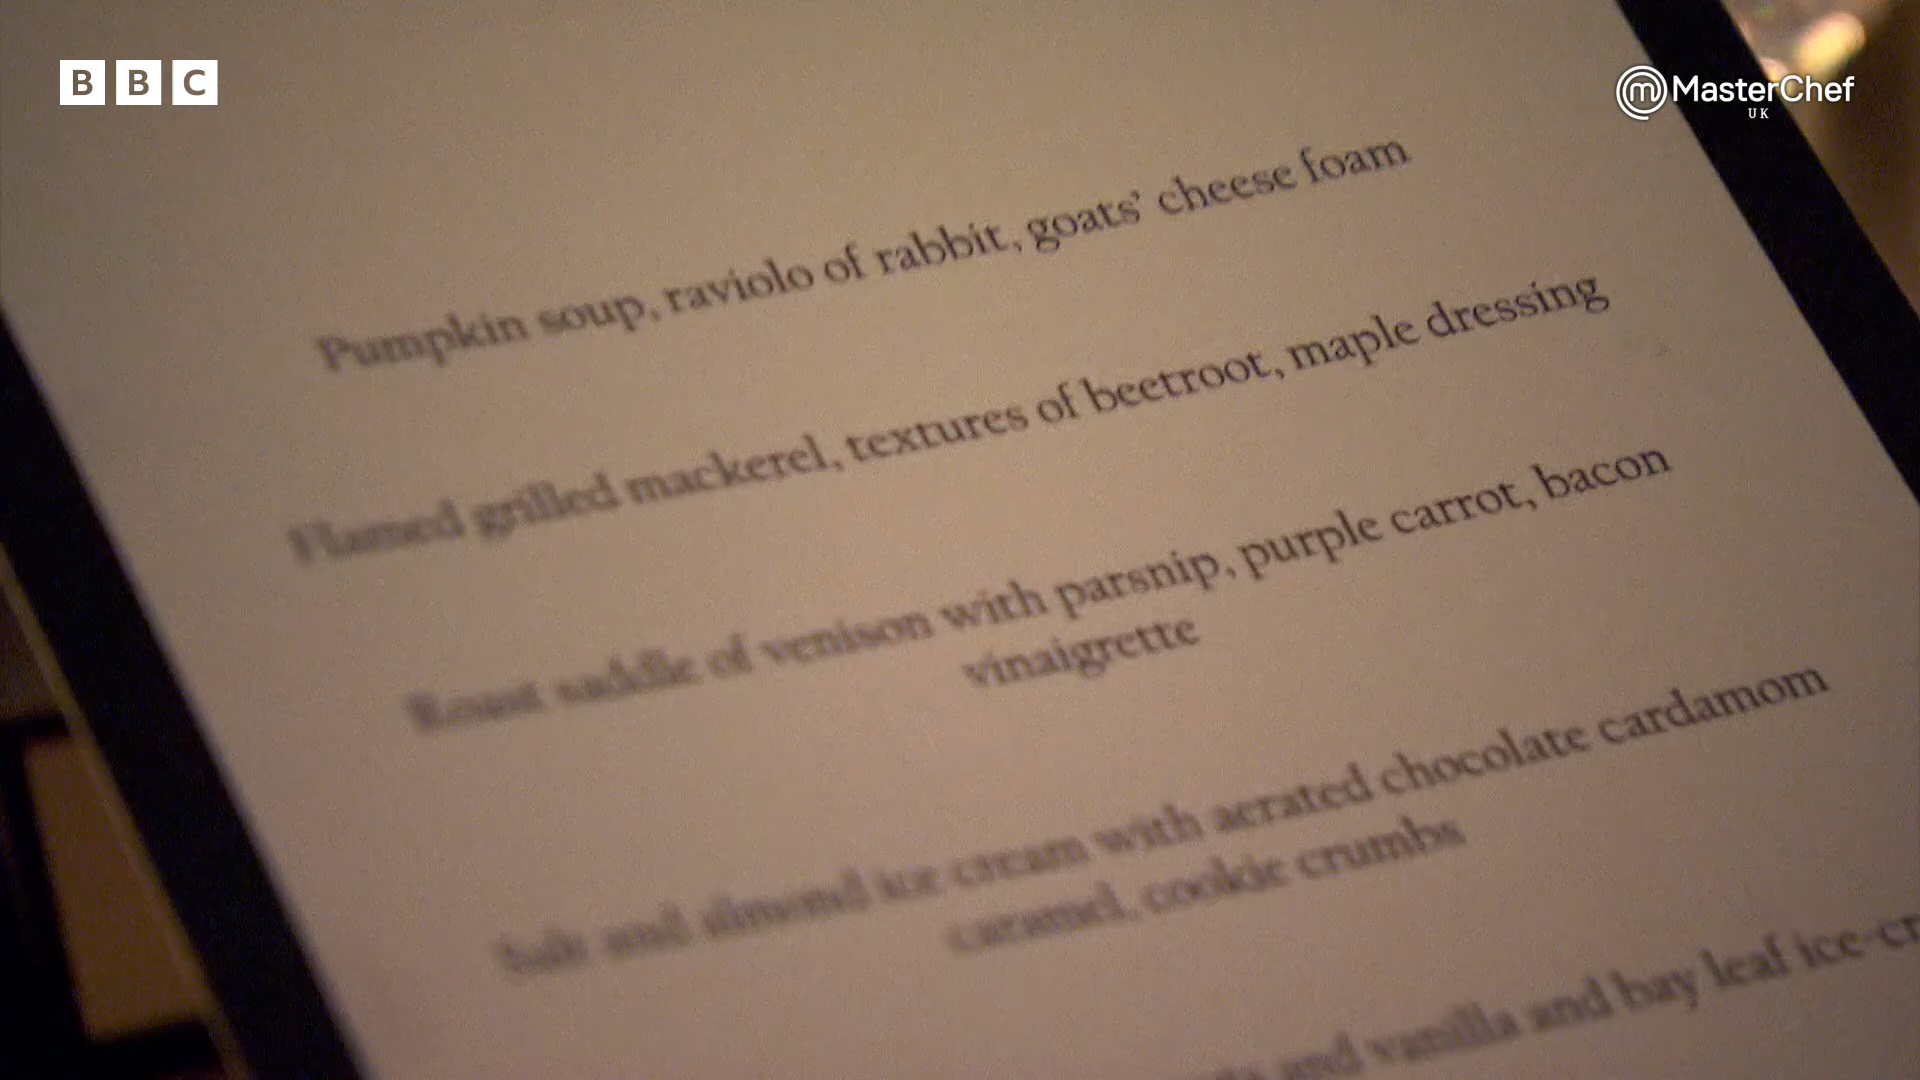 BBC
MasterChef
UK
Pumpkin soup, raviolo of rabbit, goats' cheese foam
Flamed grilled mackerel, textures of beetroot, maple dressing
Roast saddle of venison with parsnip, purple carrot, bacon
vinaigrette
Salt and almond ice cream with aerated chocolate cardamom
caramel, cookie crumbs
and vanilla and bay leaf ice-cr